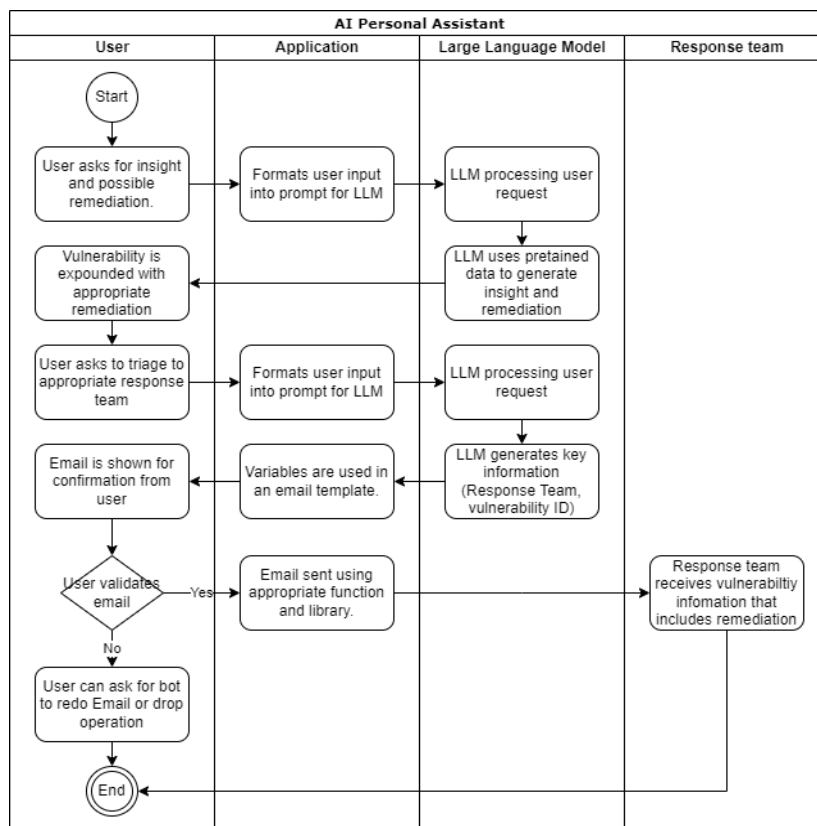 AI Personal Assistant
User
Application
Large Language Model
Response team
Start
User asks for insight
and possible
remediation.
Formats user input
into prompt for LLM
LLM processing user
request
Vulnerability is
expounded with
appropriate
remediation
LLM uses pretained
data to generate
insight and
remediation
User asks to triage to
appropriate response
team
Formats user input
into prompt for LLM
LLM processing user
request
Email is shown for
confirmation from
user
Variables are used in
an email template.
LLM generates key
information
(Response Team,
vulnerability ID)
User validates
email
Yes
Email sent using
appropriate function
and library.
Response team
receives vulnerabiltiy
infomation that
includes remediation
No
User can ask for bot
to redo Email or drop
operation
End